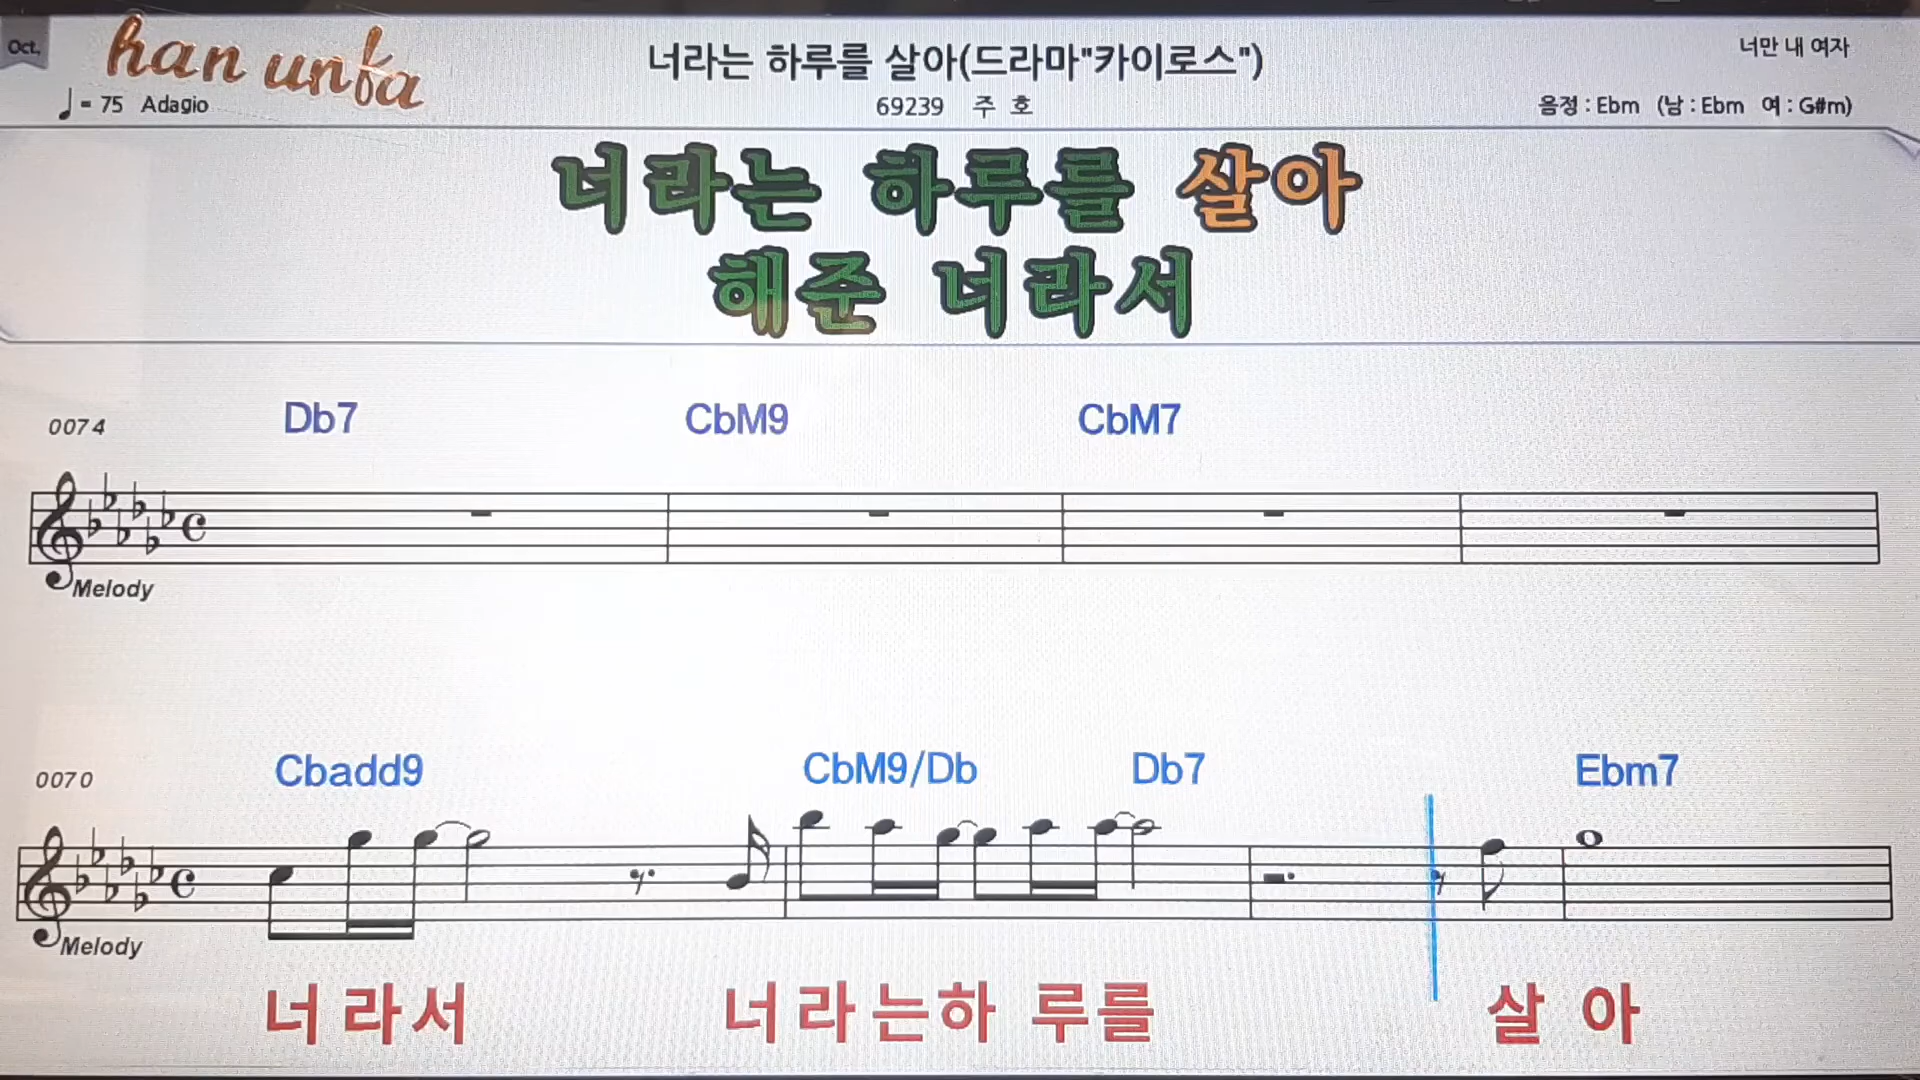 Oct.
han unfa
너라는 하루를 살아(드라마"카이로스")
너만 내 여자
= 75 Adagio
69239 주 호
음정 : Ebm (남 : Ebm 여 : G#m)
너라는 하루를 살아
해준 너라서
0074 Db7 CbM9 CbM7
Melody
0070 Cbadd9 CbM9/Db Db7 Ebm7
Melody
너 라서 너 라 는하 루를 살 아